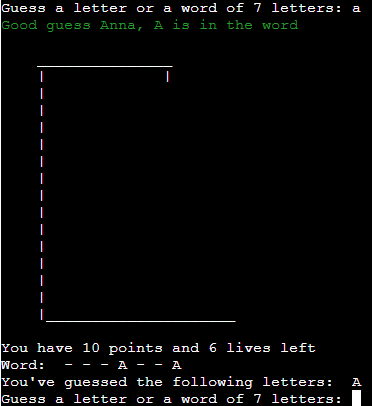 Guess a letter or a word of 7 letters: a
Good guess Anna, A is in the word
You have 10 points and 6 lives left
Word:  - - - A - - A
You've guessed the following letters:  A
Guess a letter or a word of 7 letters: